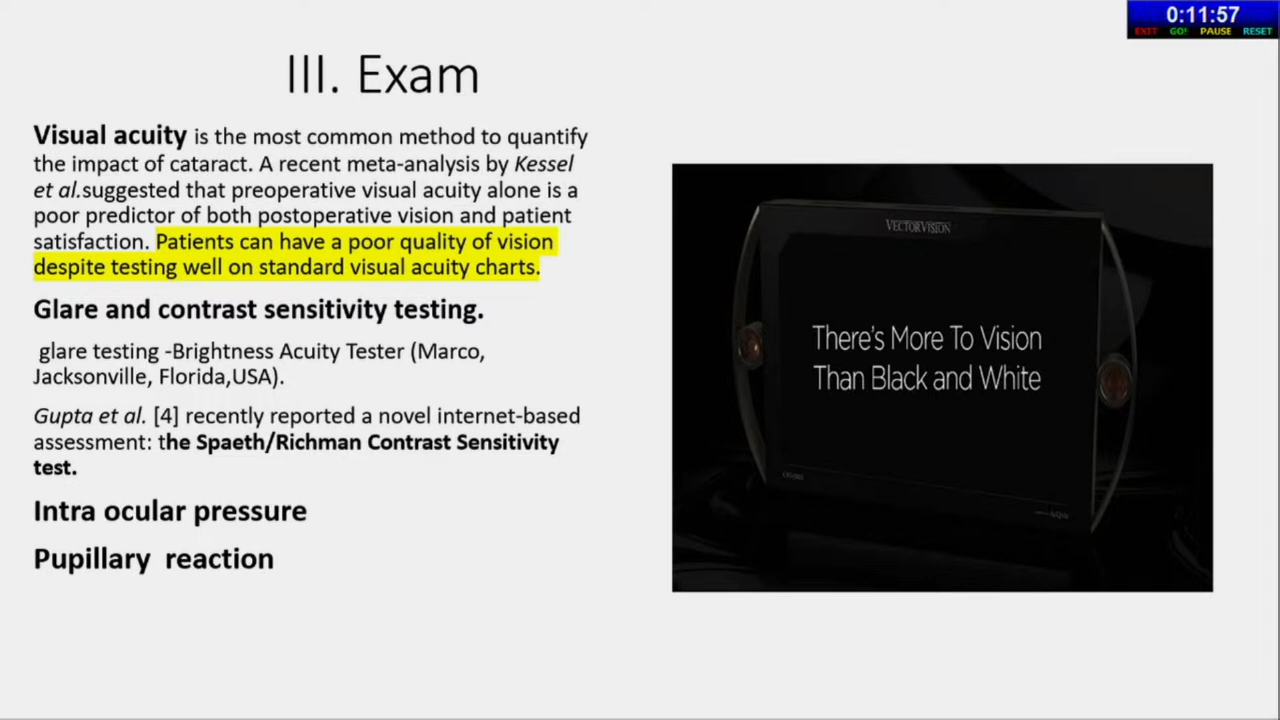 0:11:57
EXIT GO! PAUSE RESET
III. Exam
Visual acuity is the most common method to quantify
the impact of cataract. A recent meta-analysis by Kessel
et al.suggested that preoperative visual acuity alone is a
poor predictor of both postoperative vision and patient
satisfaction. Patients can have a poor quality of vision
despite testing well on standard visual acuity charts.
Glare and contrast sensitivity testing.
glare testing -Brightness Acuity Tester (Marco,
Jacksonville, Florida,USA).
Gupta et al. [4] recently reported a novel internet-based
assessment: the Spaeth/Richman Contrast Sensitivity
test.
Intra ocular pressure
Pupillary reaction
VECTORVISION
There's More To Vision
Than Black and White